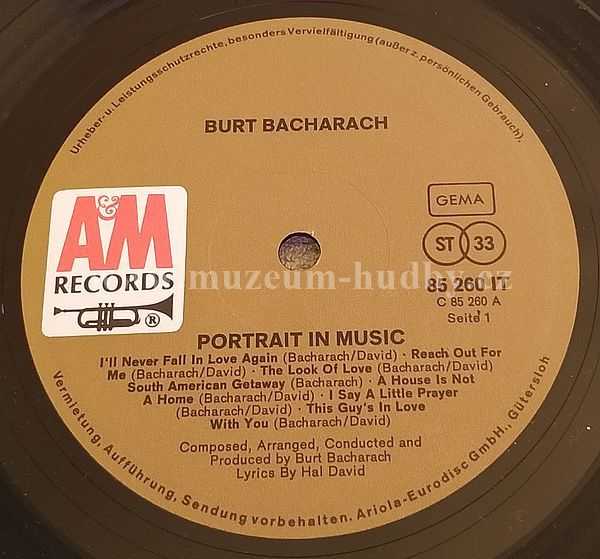 Urheber- u. Leistungsschutzrechte, besonders Vervielfältigung (außer z. persönlichen Gebrauch),
BURT BACHARACH
A&M
RECORDS
®
GEMA
ST 33
85 260 IT
C 85 260 A
Seite 1
muzeum-hudby.cz
PORTRAIT IN MUSIC
I'll Never Fall In Love Again (Bacharach/David) · Reach Out For
Me (Bacharach/David) · The Look Of Love (Bacharach/David)
South American Getaway (Bacharach) · A House Is Not
A Home (Bacharach/David) · I Say A Little Prayer
(Bacharach/David) · This Guy's In Love
With You (Bacharach/David)
Composed, Arranged, Conducted and
Produced by Burt Bacharach
Lyrics By Hal David
Vermietung, Aufführung, Sendung vorbehalten. Ariola-Eurodisc GmbH., Gütersloh